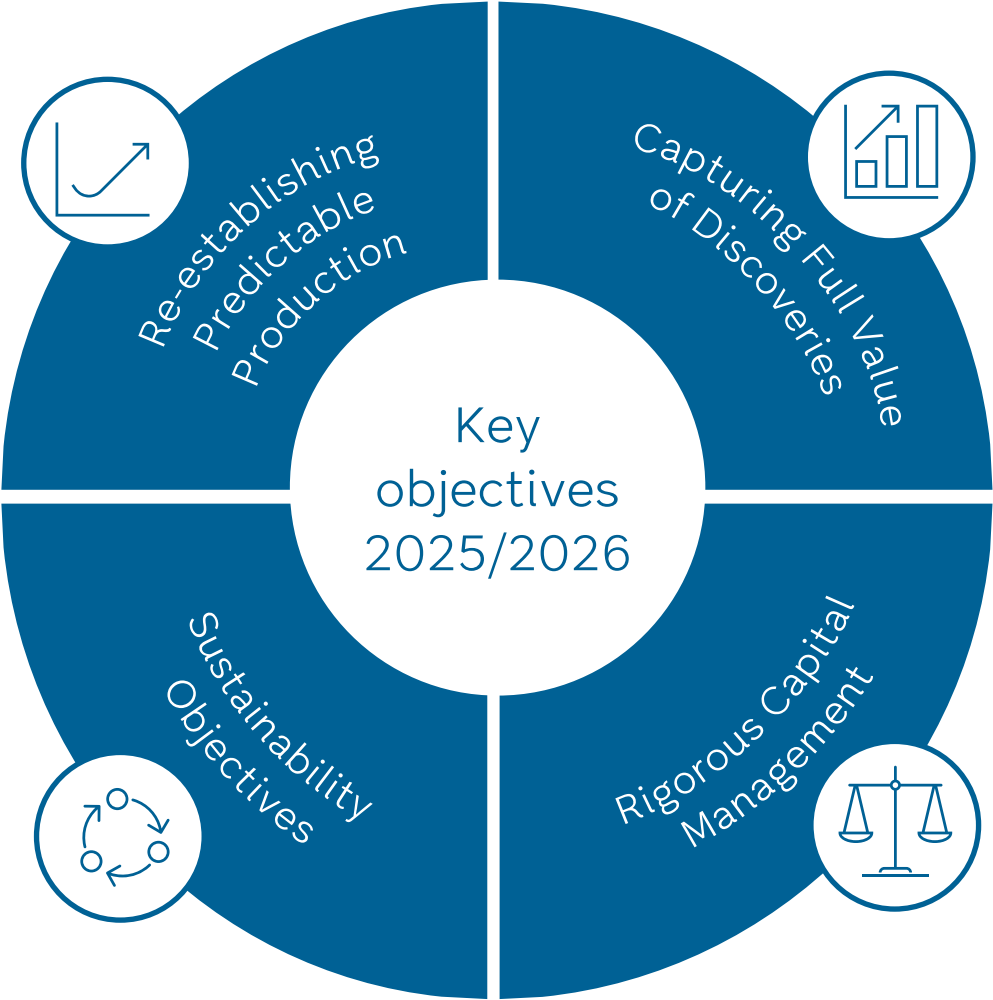 Re-establishing
Predictable
Production
Capturing Full Value
of Discoveries
Key
objectives
2025/2026
Sustainability
Objectives
Rigorous Capital
Management